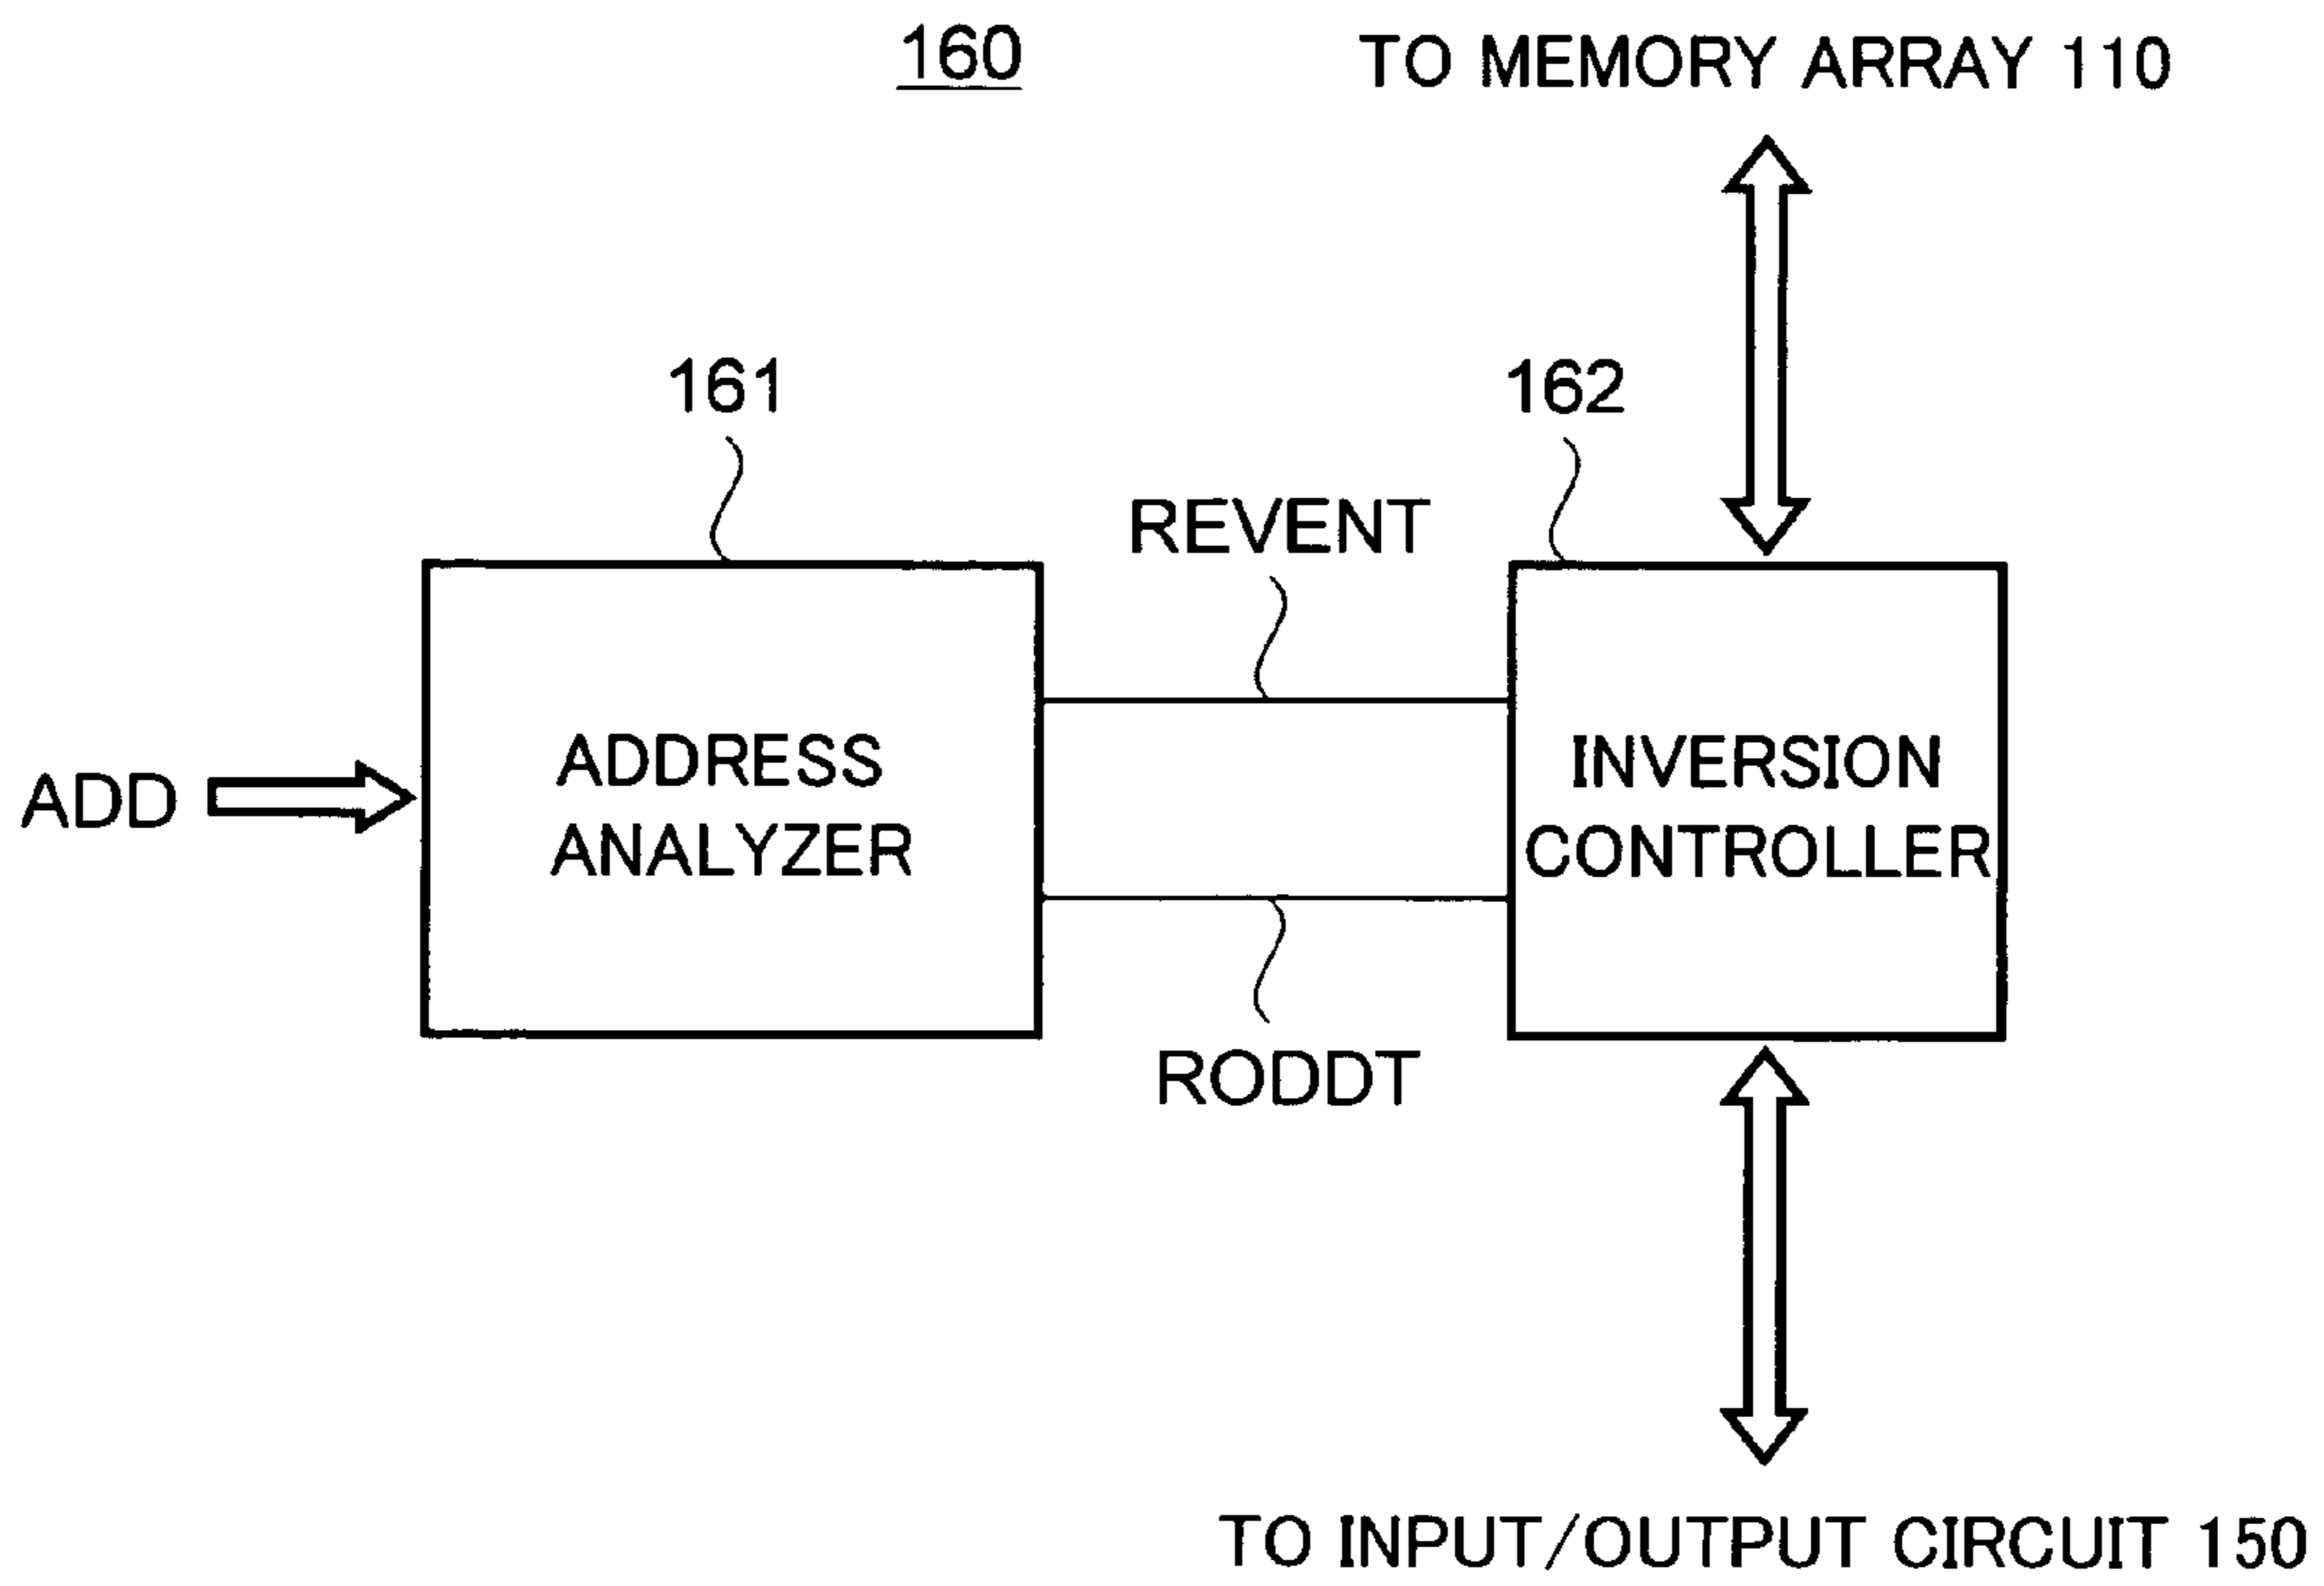 160
TO MEMORY ARRAY 110
161
162
REVENT
ADD
ADDRESS
ANALYZER
INVERSION
CONTROLLER
RODDT
TO INPUT/OUTPUT CIRCUIT 150